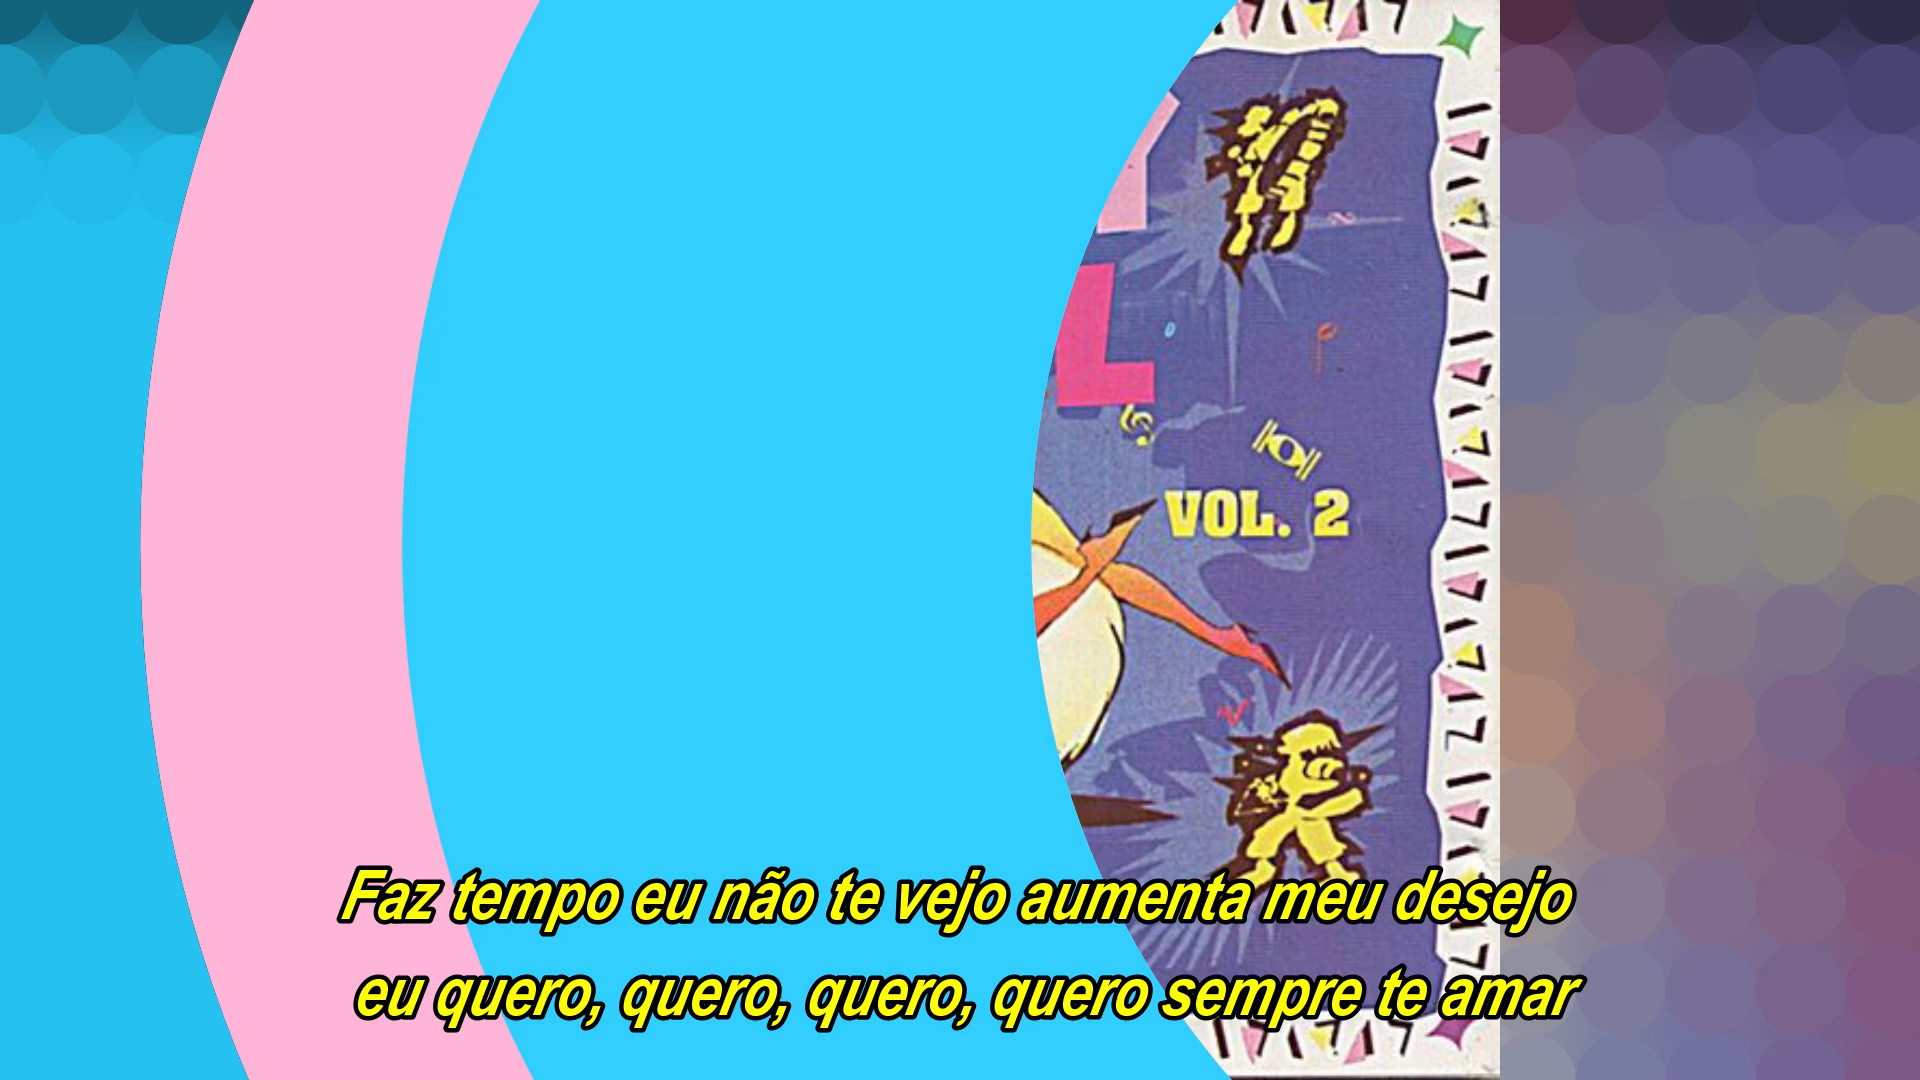 Y
L
VOL. 2
Faz tempo eu não te vejo aumenta meu desejo
eu quero, quero, quero, quero sempre te amar